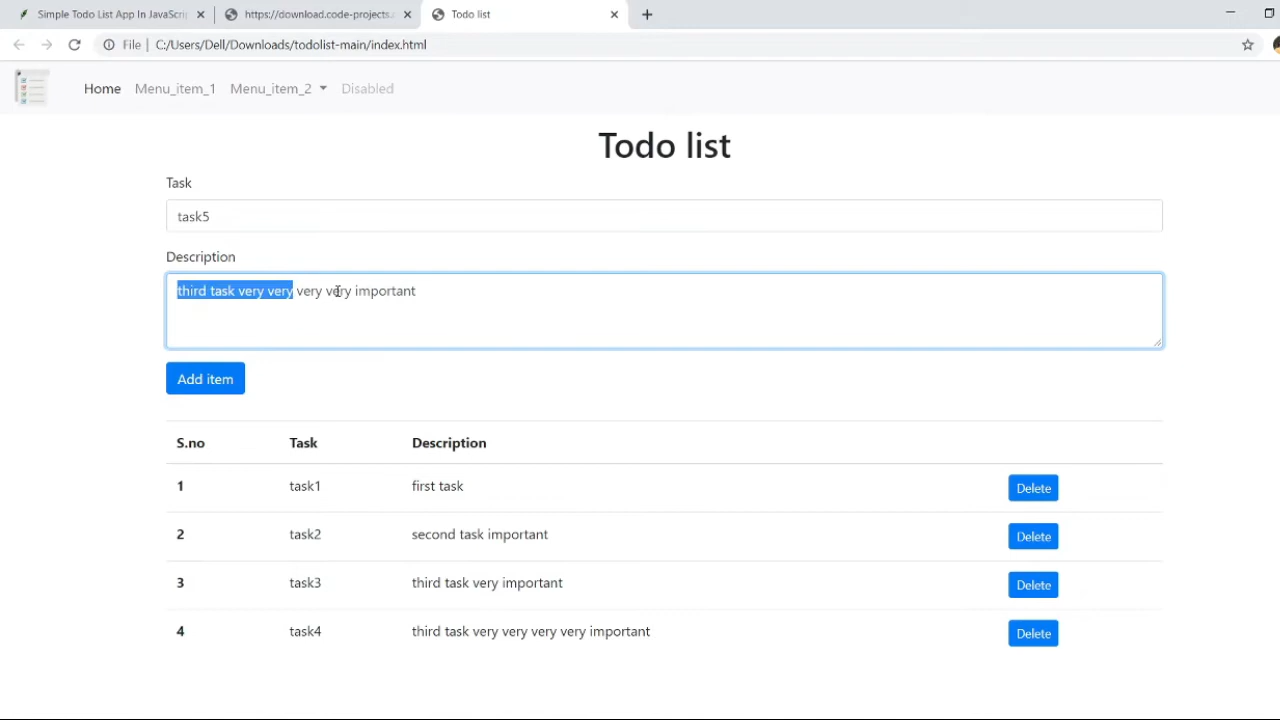 Simple Todo List App In JavaScri
https://download.code-projects.
Todo list
File | C:/Users/Dell/Downloads/todolist-main/index.html
Home Menu_item_1 Menu_item_2 Disabled
Todo list
Task
task5
Description
third task very very very very important
Add item
S.no Task Description
1 task1 first task Delete
2 task2 second task important Delete
3 task3 third task very important Delete
4 task4 third task very very very very important Delete